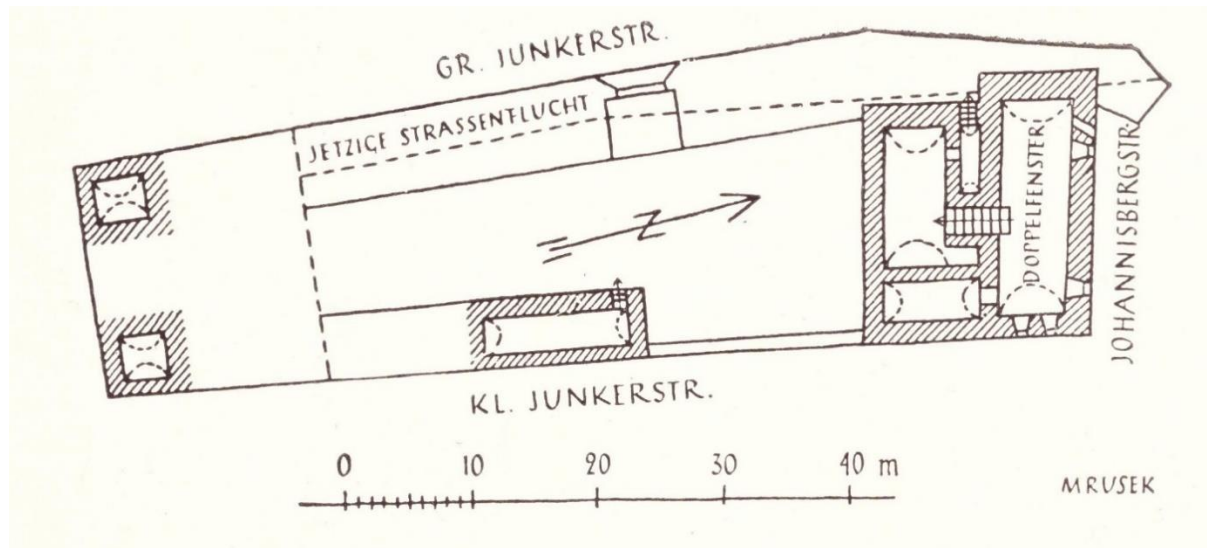 GR. JUNKERSTR.
JETZIGE STRASSENFLUCHT
DOPPELFENSTER
JOHANNISBERGSTR.
N
KL. JUNKERSTR.
0 10 20 30 40 m
MRUSEK